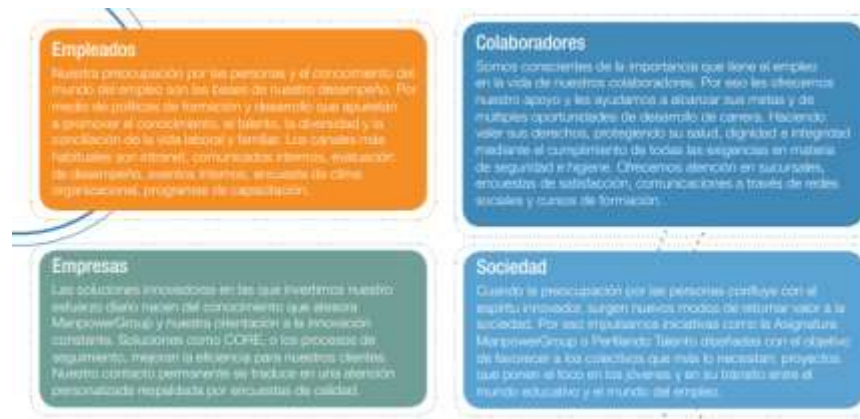 Empleados
Nuestra preocupación por las personas y el conocimiento del
mundo del empleo son las bases de nuestro desempeño. Por
medio de políticas de formación y desarrollo que apuestan
a promover el conocimiento, el talento, la diversidad y la
conciliación de la vida laboral y familiar. Los canales más
habituales son intranet, comunicados internos, evaluación
de desempeño, eventos internos, encuesta de clima
organizacional, programas de capacitación.
Colaboradores
Somos conscientes de la importancia que tiene el empleo
en la vida de nuestros colaboradores. Por eso les ofrecemos
nuestro apoyo y les ayudamos a alcanzar sus metas y de
múltiples oportunidades de desarrollo de carrera. Haciendo
valer sus derechos, protegiendo su salud, dignidad e integridad
mediante el cumplimiento de todas las exigencias en materia
de seguridad e higiene. Ofrecemos atención en sucursales,
encuestas de satisfacción, comunicaciones a través de redes
sociales y cursos de formación.
Empresas
Las soluciones innovadoras en las que invertimos nuestro
esfuerzo diario nacen del conocimiento que atesora
ManpowerGroup y nuestra orientación a la innovación
constante. Soluciones como CORE, o los procesos de
seguimiento, mejoran la eficiencia para nuestros clientes.
Nuestro contacto permanente se traduce en una atención
personalizada respaldada por encuestas de calidad.
Sociedad
Cuando la preocupación por las personas confluye con el
espíritu innovador, surgen nuevos modos de retornar valor a la
sociedad. Por eso impulsamos iniciativas como la Asignatura
ManpowerGroup o Perfilando Talento diseñadas con el objetivo
de favorecer a los colectivos que más lo necesitan; proyectos
que ponen el foco en los jóvenes y en su tránsito entre el
mundo educativo y el mundo del empleo.